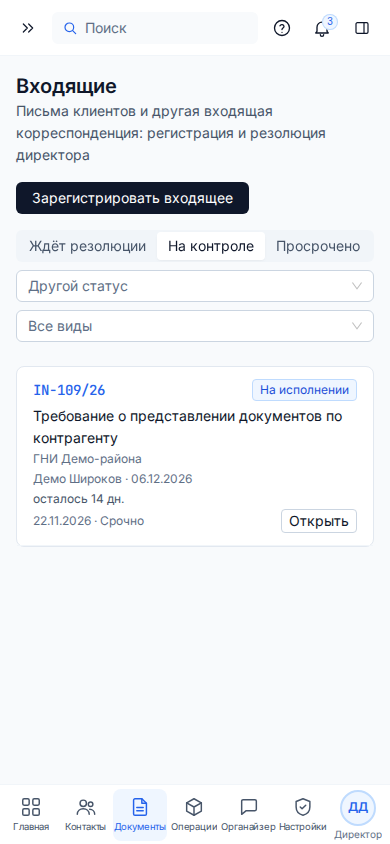 Поиск
3
Входящие
Письма клиентов и другая входящая
корреспонденция: регистрация и резолюция
директора
Зарегистрировать входящее
Ждёт резолюции На контроле Просрочено
Другой статус
Все виды
IN-109/26 На исполнении
Требование о представлении документов по
контрагенту
ГНИ Демо-района
Демо Широков · 06.12.2026
осталось 14 дн.
22.11.2026 · Срочно Открыть
ДД
Главная Контакты Документы Операции Органайзер Настройки Директор